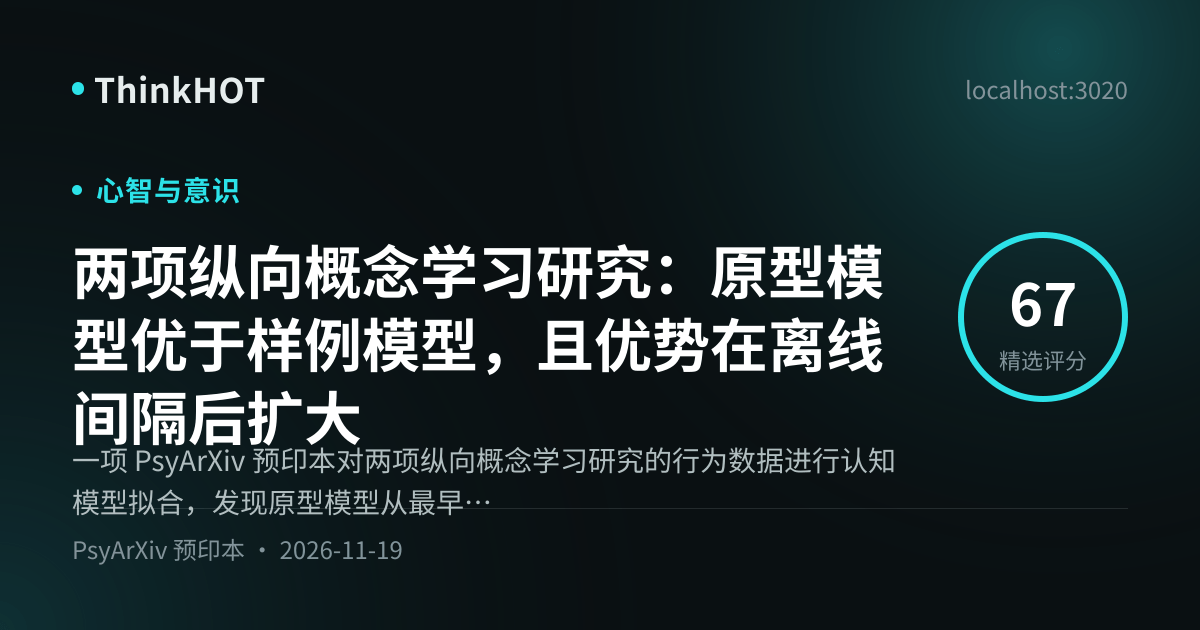 ThinkHOT
localhost:3020
心智与意识
两项纵向概念学习研究：原型模
型优于样例模型，且优势在离线
间隔后扩大
67
精选评分
一项 PsyArXiv 预印本对两项纵向概念学习研究的行为数据进行认知
模型拟合，发现原型模型从最早…
PsyArXiv 预印本 · 2026-11-19